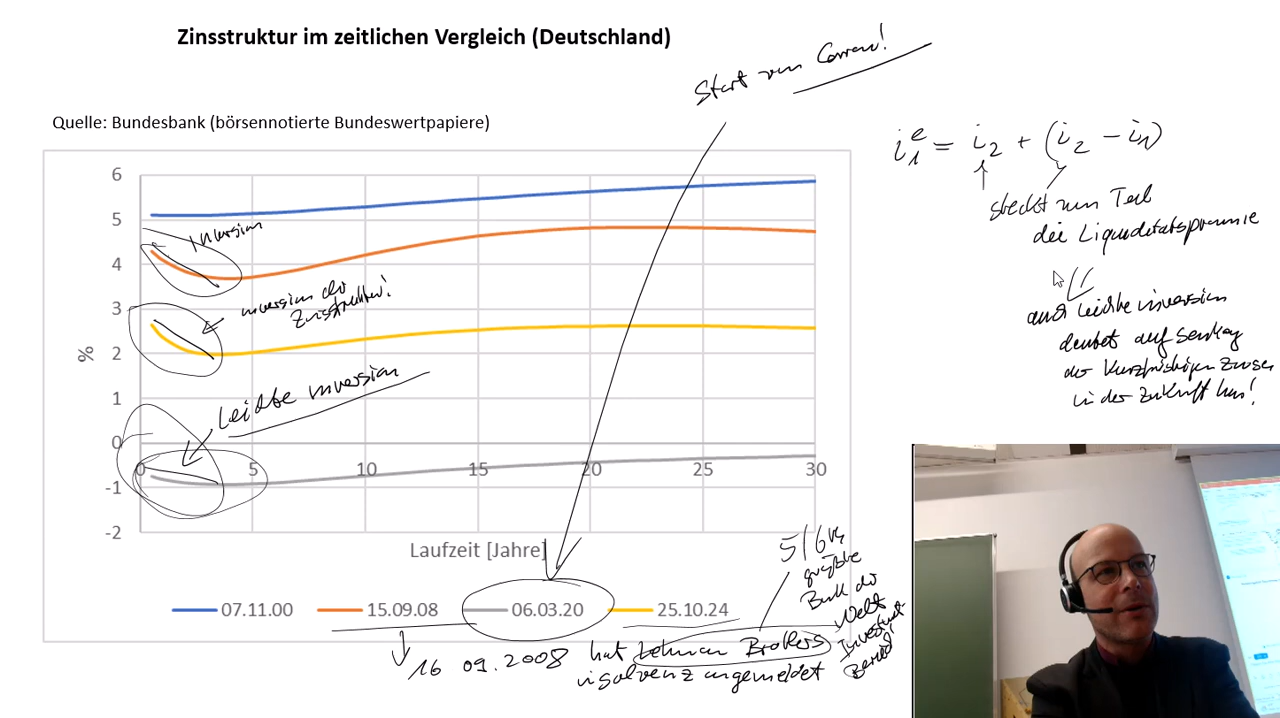 Zinsstruktur im zeitlichen Vergleich (Deutschland)
Start von Corona!
Quelle: Bundesbank (börsennotierte Bundeswertpapiere)
i₁ᵉ = i₂ + (i₂ − i₁)
steckt zum Teil
die Liquiditätsprämie
auch leichte inversion
deutet auf Senkung
der kurzfristigen Zinsen
in der Zukunft hin!
6
5
4
3
2
1
0
-1
-2
%
Inversion
inversion der
Zinsstruktur!
Leichte inversion
0
5
10
15
20
25
30
Laufzeit [Jahre]
07.11.00
15.09.08
06.03.20
25.10.24
5/6
größte
Bank der
Welt
Investment
Bereich
16 09.2008 hat Lehman Brokers
insolvenz angemeldet